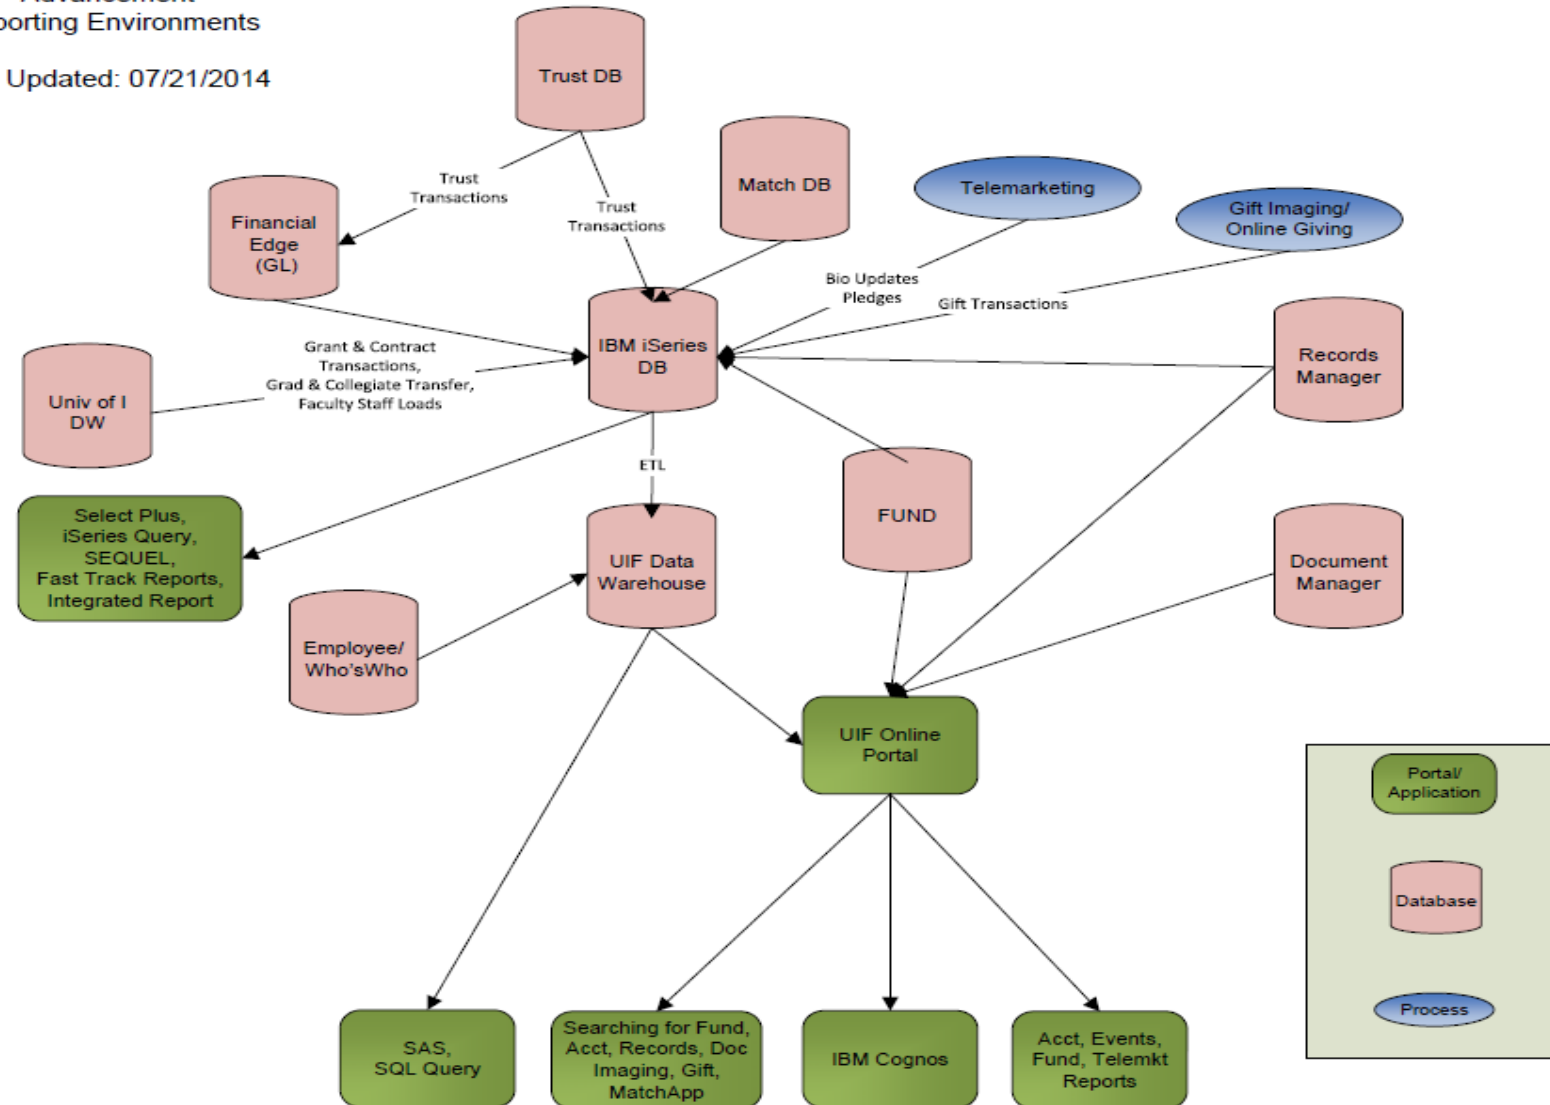 Advancement
porting Environments
Updated: 07/21/2014
Trust DB
Match DB
Telemarketing
Gift Imaging/
Online Giving
Trust
Transactions
Trust
Transactions
Financial
Edge
(GL)
Bio Updates
Pledges
Gift Transactions
IBM iSeries
DB
Records
Manager
Grant & Contract
Transactions,
Grad & Collegiate Transfer,
Faculty Staff Loads
Univ of I
DW
ETL
FUND
Select Plus,
iSeries Query,
SEQUEL,
Fast Track Reports,
Integrated Report
UIF Data
Warehouse
Document
Manager
Employee/
Who'sWho
UIF Online
Portal
Portal/
Application
Database
Process
SAS,
SQL Query
Searching for Fund,
Acct, Records, Doc
Imaging, Gift,
MatchApp
IBM Cognos
Acct, Events,
Fund, Telemkt
Reports